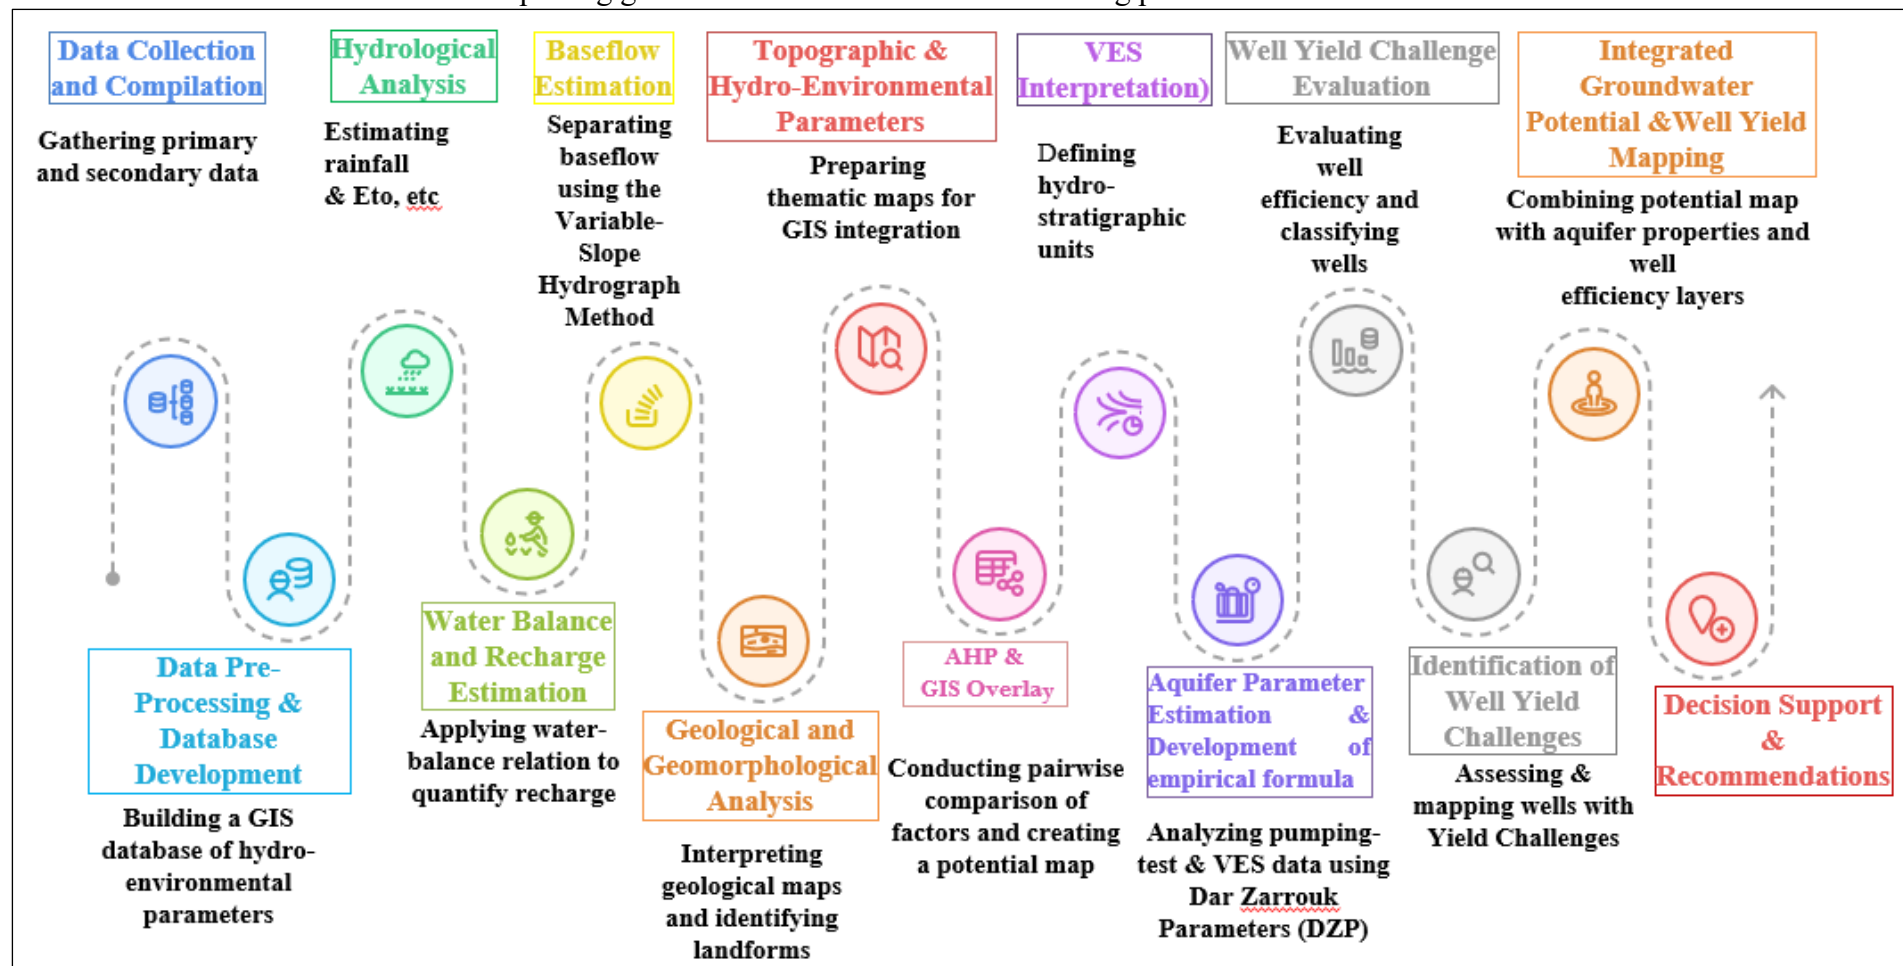 Data Collection
and Compilation
Gathering primary
and secondary data
Data Pre-
Processing &
Database
Development
Building a GIS
database of hydro-
environmental
parameters
Hydrological
Analysis
Estimating
rainfall
& Eto, etc
Water Balance
and Recharge
Estimation
Applying water-
balance relation to
quantify recharge
Baseflow
Estimation
Separating
baseflow
using the
Variable-
Slope
Hydrograph
Method
Geological and
Geomorphological
Analysis
Interpreting
geological maps
and identifying
landforms
Topographic &
Hydro-Environmental
Parameters
Preparing
thematic maps for
GIS integration
AHP &
GIS Overlay
Conducting pairwise
comparison of
factors and creating
a potential map
VES
Interpretation)
Defining
hydro-
stratigraphic
units
Aquifer Parameter
Estimation &
Development of
empirical formula
Analyzing pumping-
test & VES data using
Dar Zarrouk
Parameters (DZP)
Well Yield Challenge
Evaluation
Evaluating
well
efficiency and
classifying
wells
Identification of
Well Yield
Challenges
Assessing &
mapping wells with
Yield Challenges
Integrated
Groundwater
Potential &Well Yield
Mapping
Combining potential map
with aquifer properties and
well
efficiency layers
Decision Support
&
Recommendations